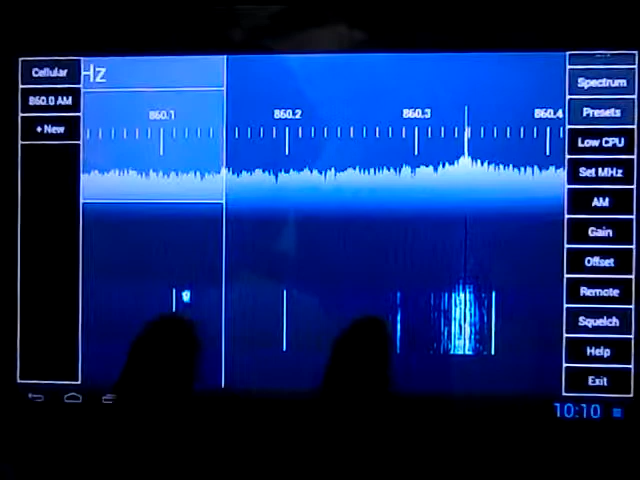 Cellular
860.0 AM
+ New
Hz
860.1
860.2
860.3
860.4
Spectrum
Presets
Low CPU
Set MHz
AM
Gain
Offset
Remote
Squelch
Help
Exit
10:10